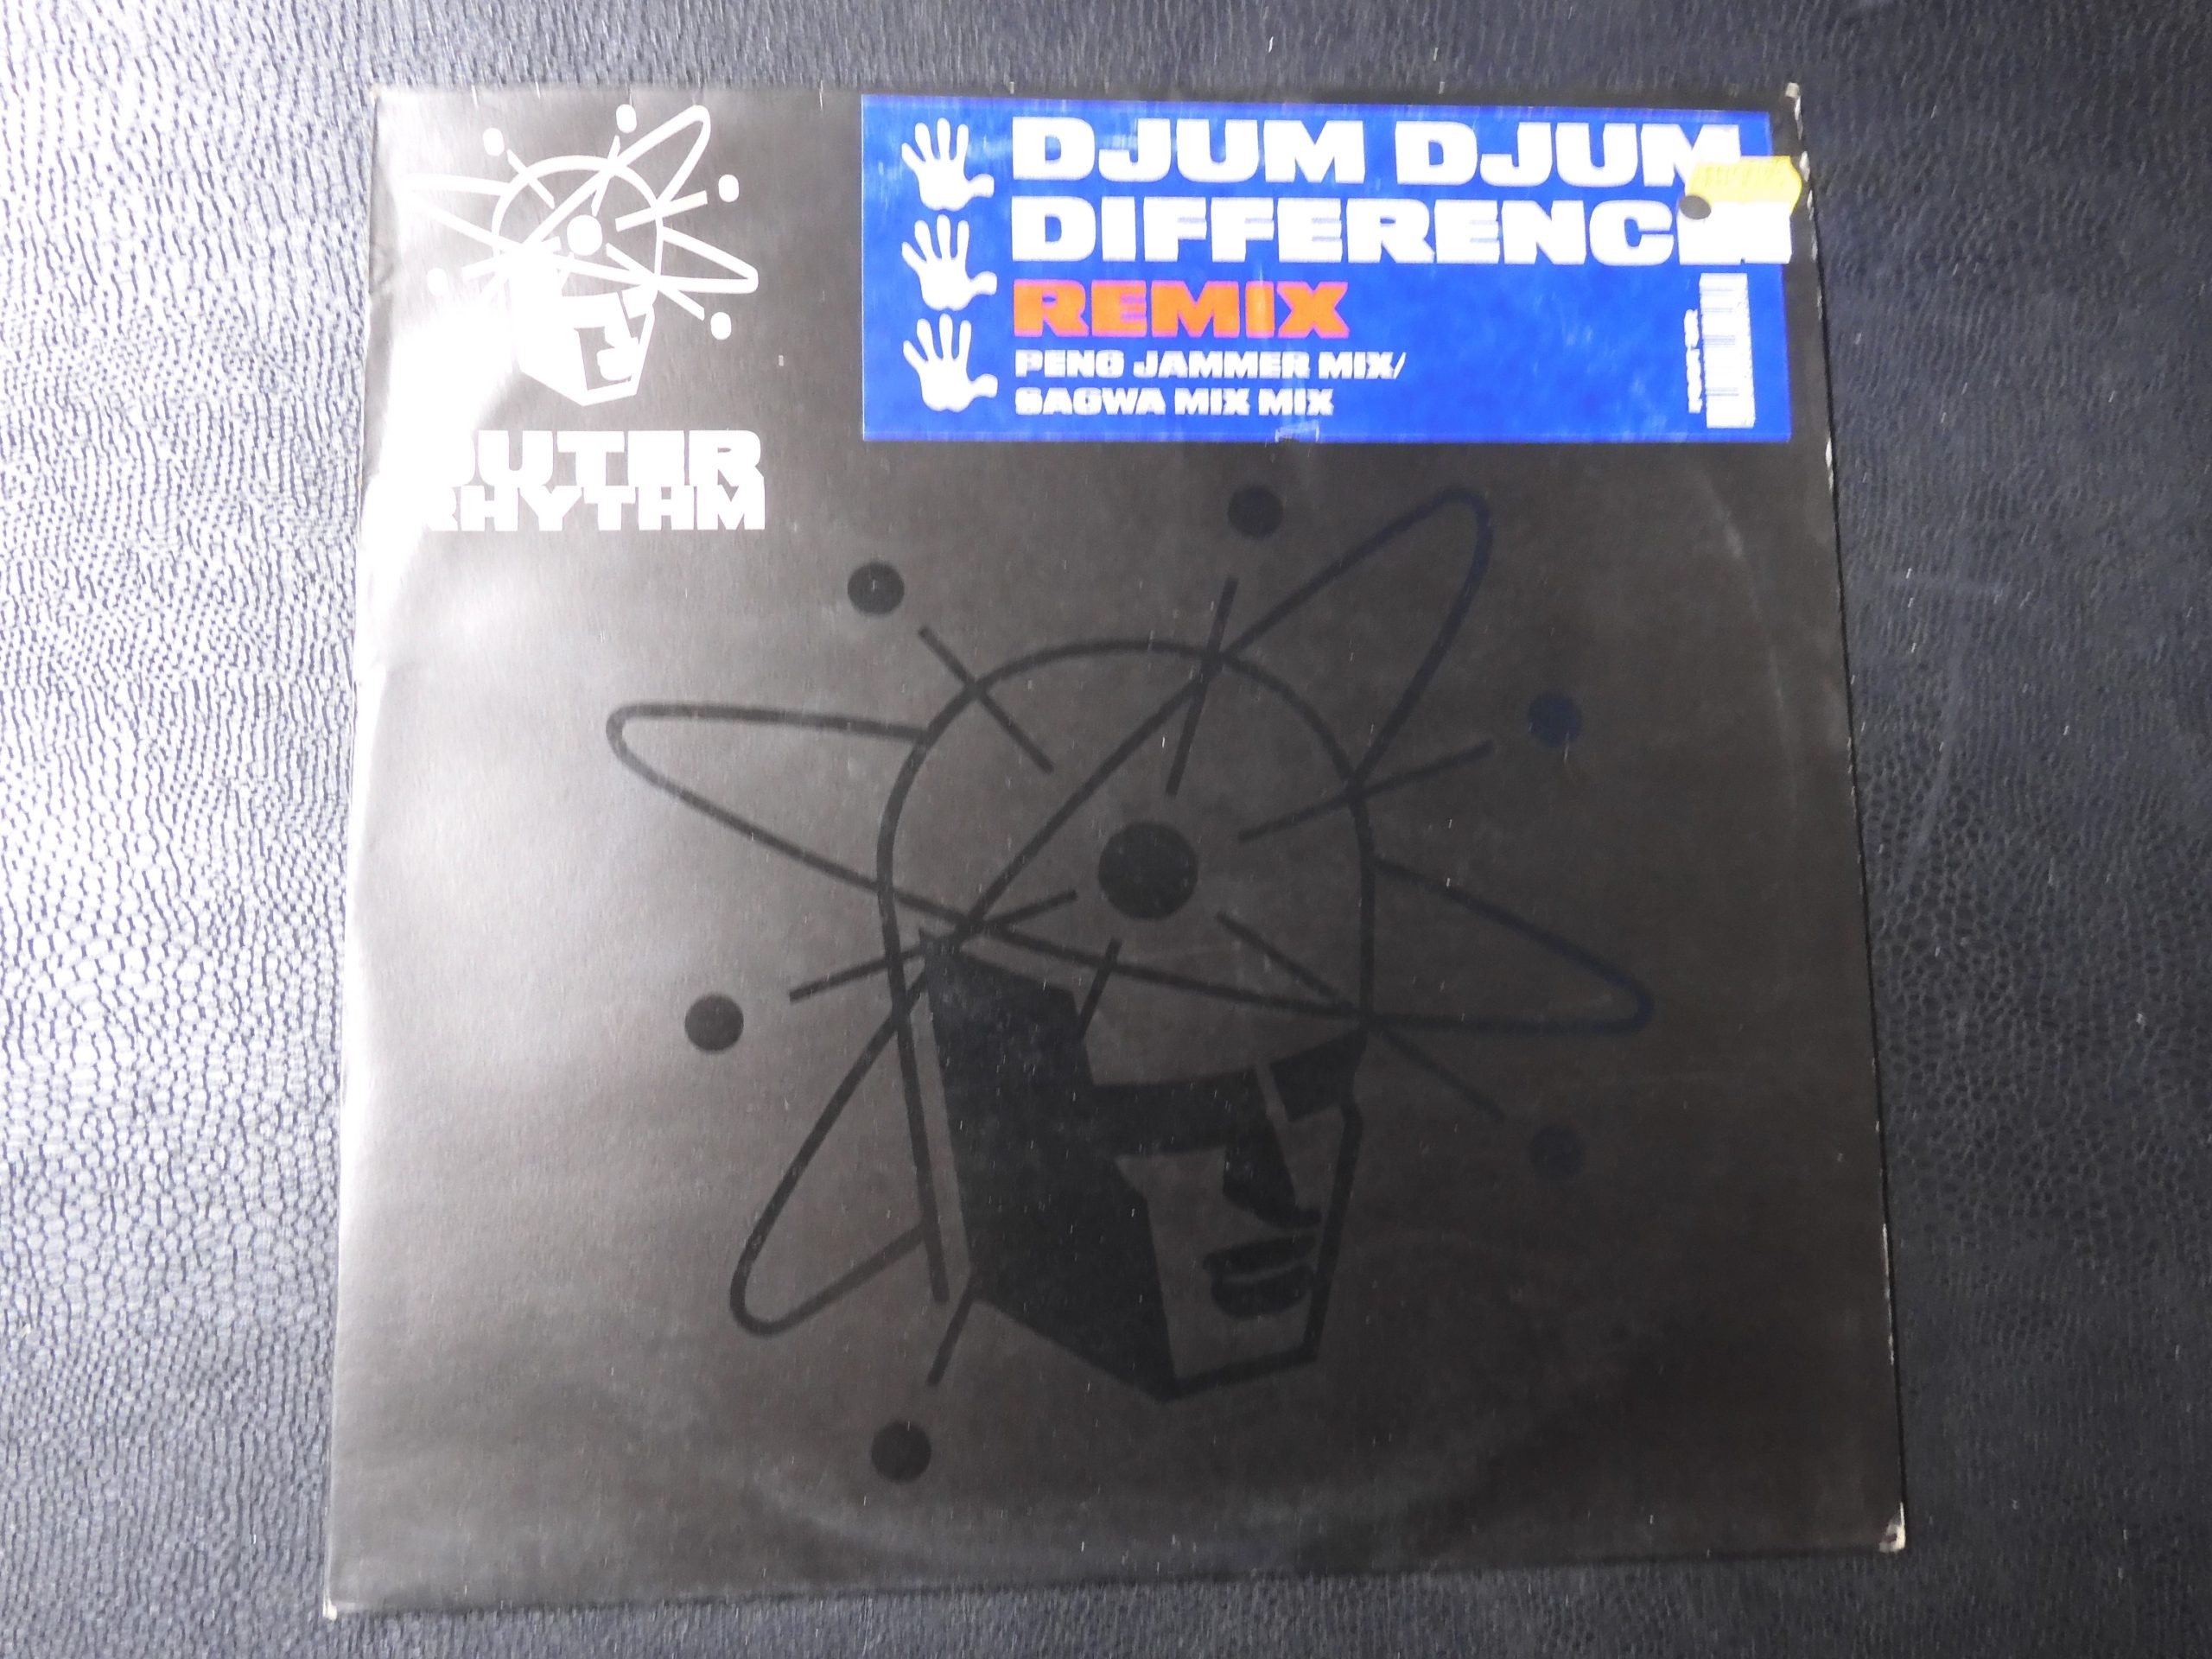 DJUM DJUM
DIFFERENCE
REMIX
PENG JAMMER MIX/
SAGWA MIX MIX
OUTER
RHYTHM